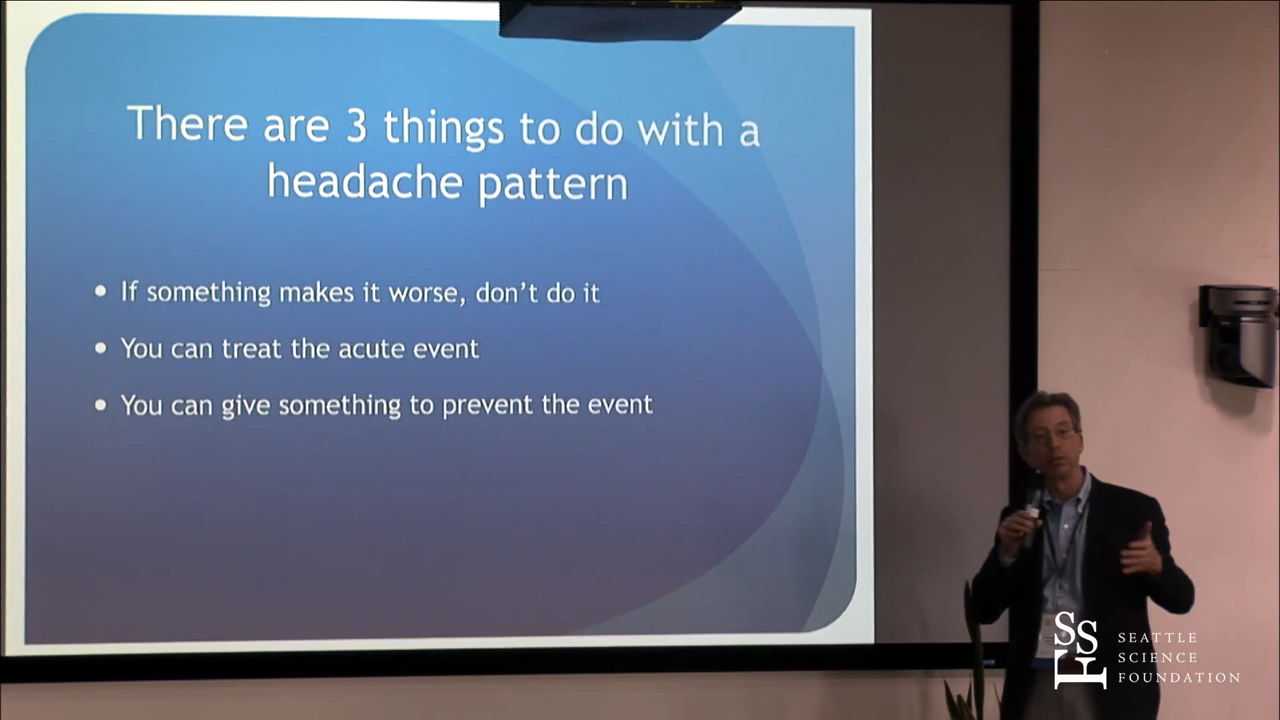 There are 3 things to do with a
headache pattern
• If something makes it worse, don't do it
• You can treat the acute event
• You can give something to prevent the event
SSF
SEATTLE
SCIENCE
FOUNDATION